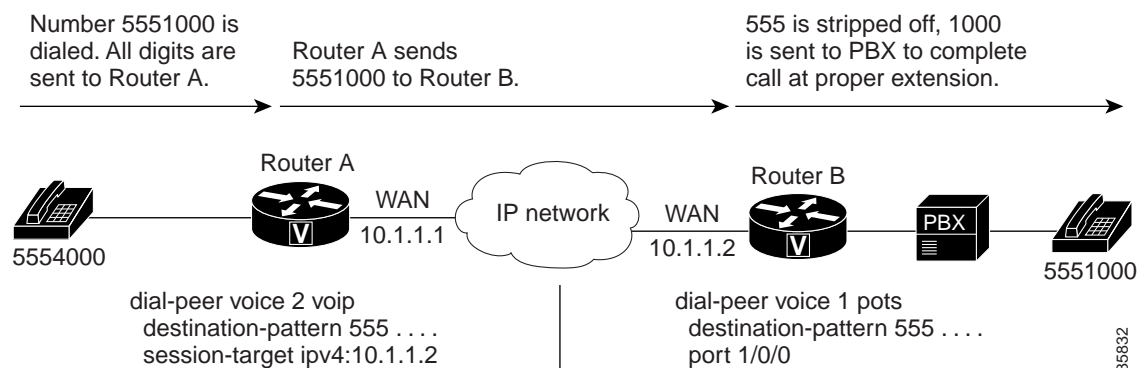 Number 5551000 is
dialed. All digits are
sent to Router A.
Router A sends
5551000 to Router B.
555 is stripped off, 1000
is sent to PBX to complete
call at proper extension.
Router A
Router B
WAN
10.1.1.1
IP network
WAN
10.1.1.2
V
V
PBX
5554000
5551000
dial-peer voice 2 voip
destination-pattern 555 . . . .
session-target ipv4:10.1.1.2
dial-peer voice 1 pots
destination-pattern 555 . . . .
port 1/0/0